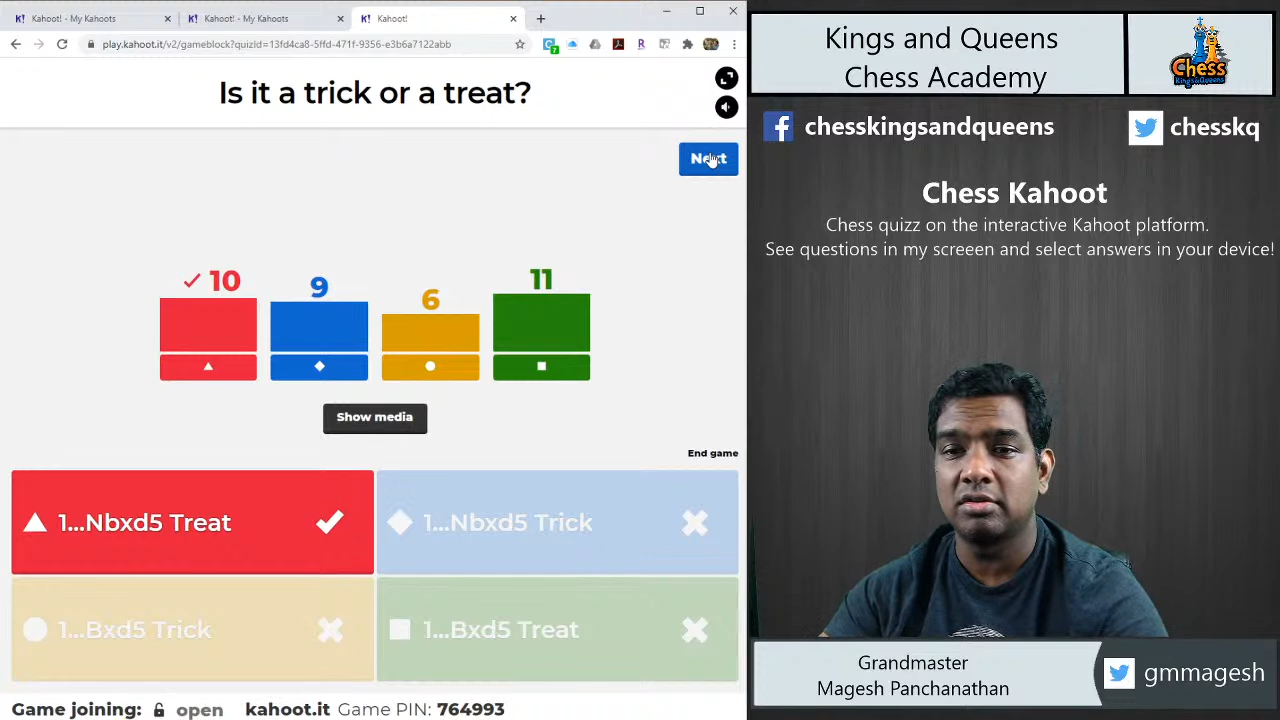 K! Kahoot! - My Kahoots
K! Kahoot! - My Kahoots
K! Kahoot!
play.kahoot.it/v2/gameblock?quizId=13fd4ca8-5ffd-471f-9356-e3b6a7122abb
Is it a trick or a treat?
Next
10
9
6
11
Show media
End game
1...Nbxd5 Treat
1...Nbxd5 Trick
1...Bxd5 Trick
1...Bxd5 Treat
Game joining: open kahoot.it Game PIN: 764993
Kings and Queens
Chess Academy
Chess
Kings&Queens
chesskingsandqueens
chesskq
Chess Kahoot
Chess quizz on the interactive Kahoot platform.
See questions in my screeen and select answers in your device!
Grandmaster
Magesh Panchanathan
gmmagesh